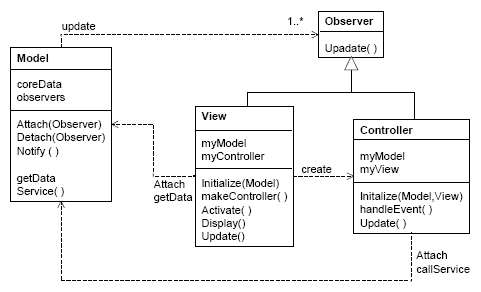 update
1..*
Observer
Upadate( )
Model
coreData
observers
Attach(Observer)
Detach(Observer)
Notify ( )
getData
Service( )
Attach
getData
View
myModel
myController
Initialize(Model)
makeController( )
Activate( )
Display()
Update()
create
Controller
myModel
myView
Initalize(Model,View)
handleEvent( )
Update( )
Attach
callService